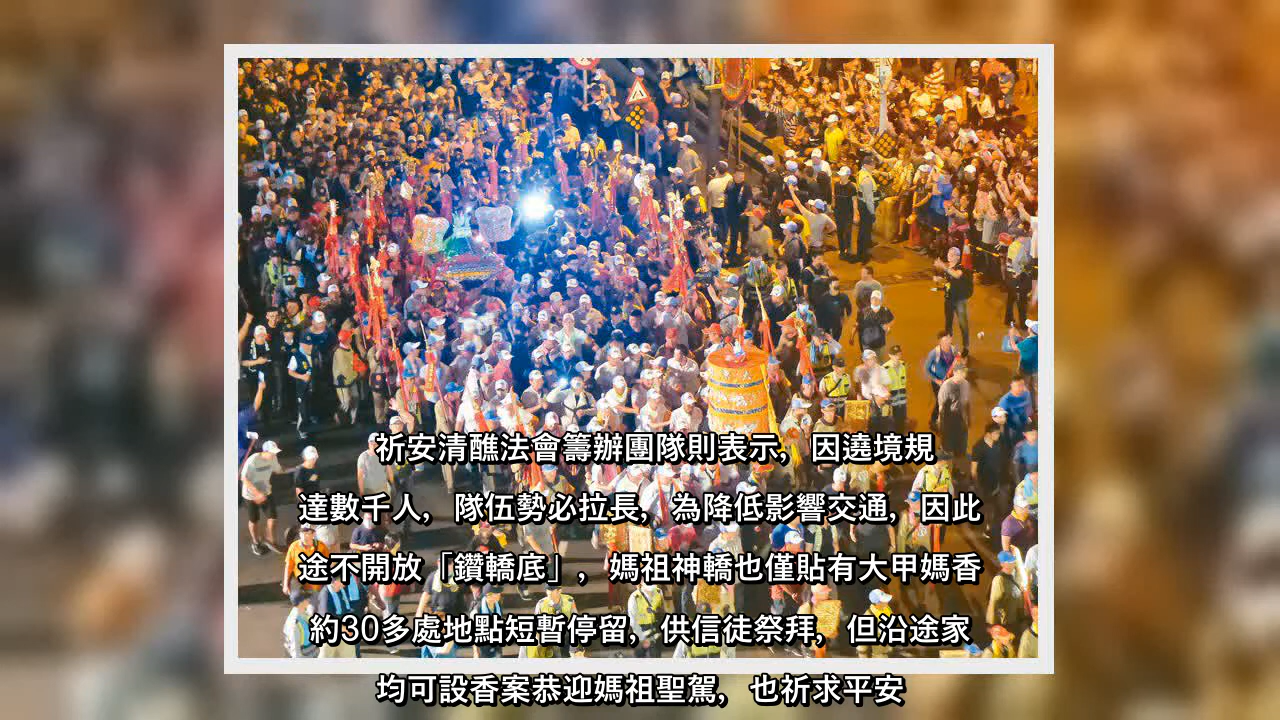 祈安清醮法會籌辦團隊則表示，因遶境規
達數千人，隊伍勢必拉長，為降低影響交通，因此
途不開放「鑽轎底」，媽祖神轎也僅貼有大甲媽香
約30多處地點短暫停留，供信徒祭拜，但沿途家
均可設香案恭迎媽祖聖駕，也祈求平安